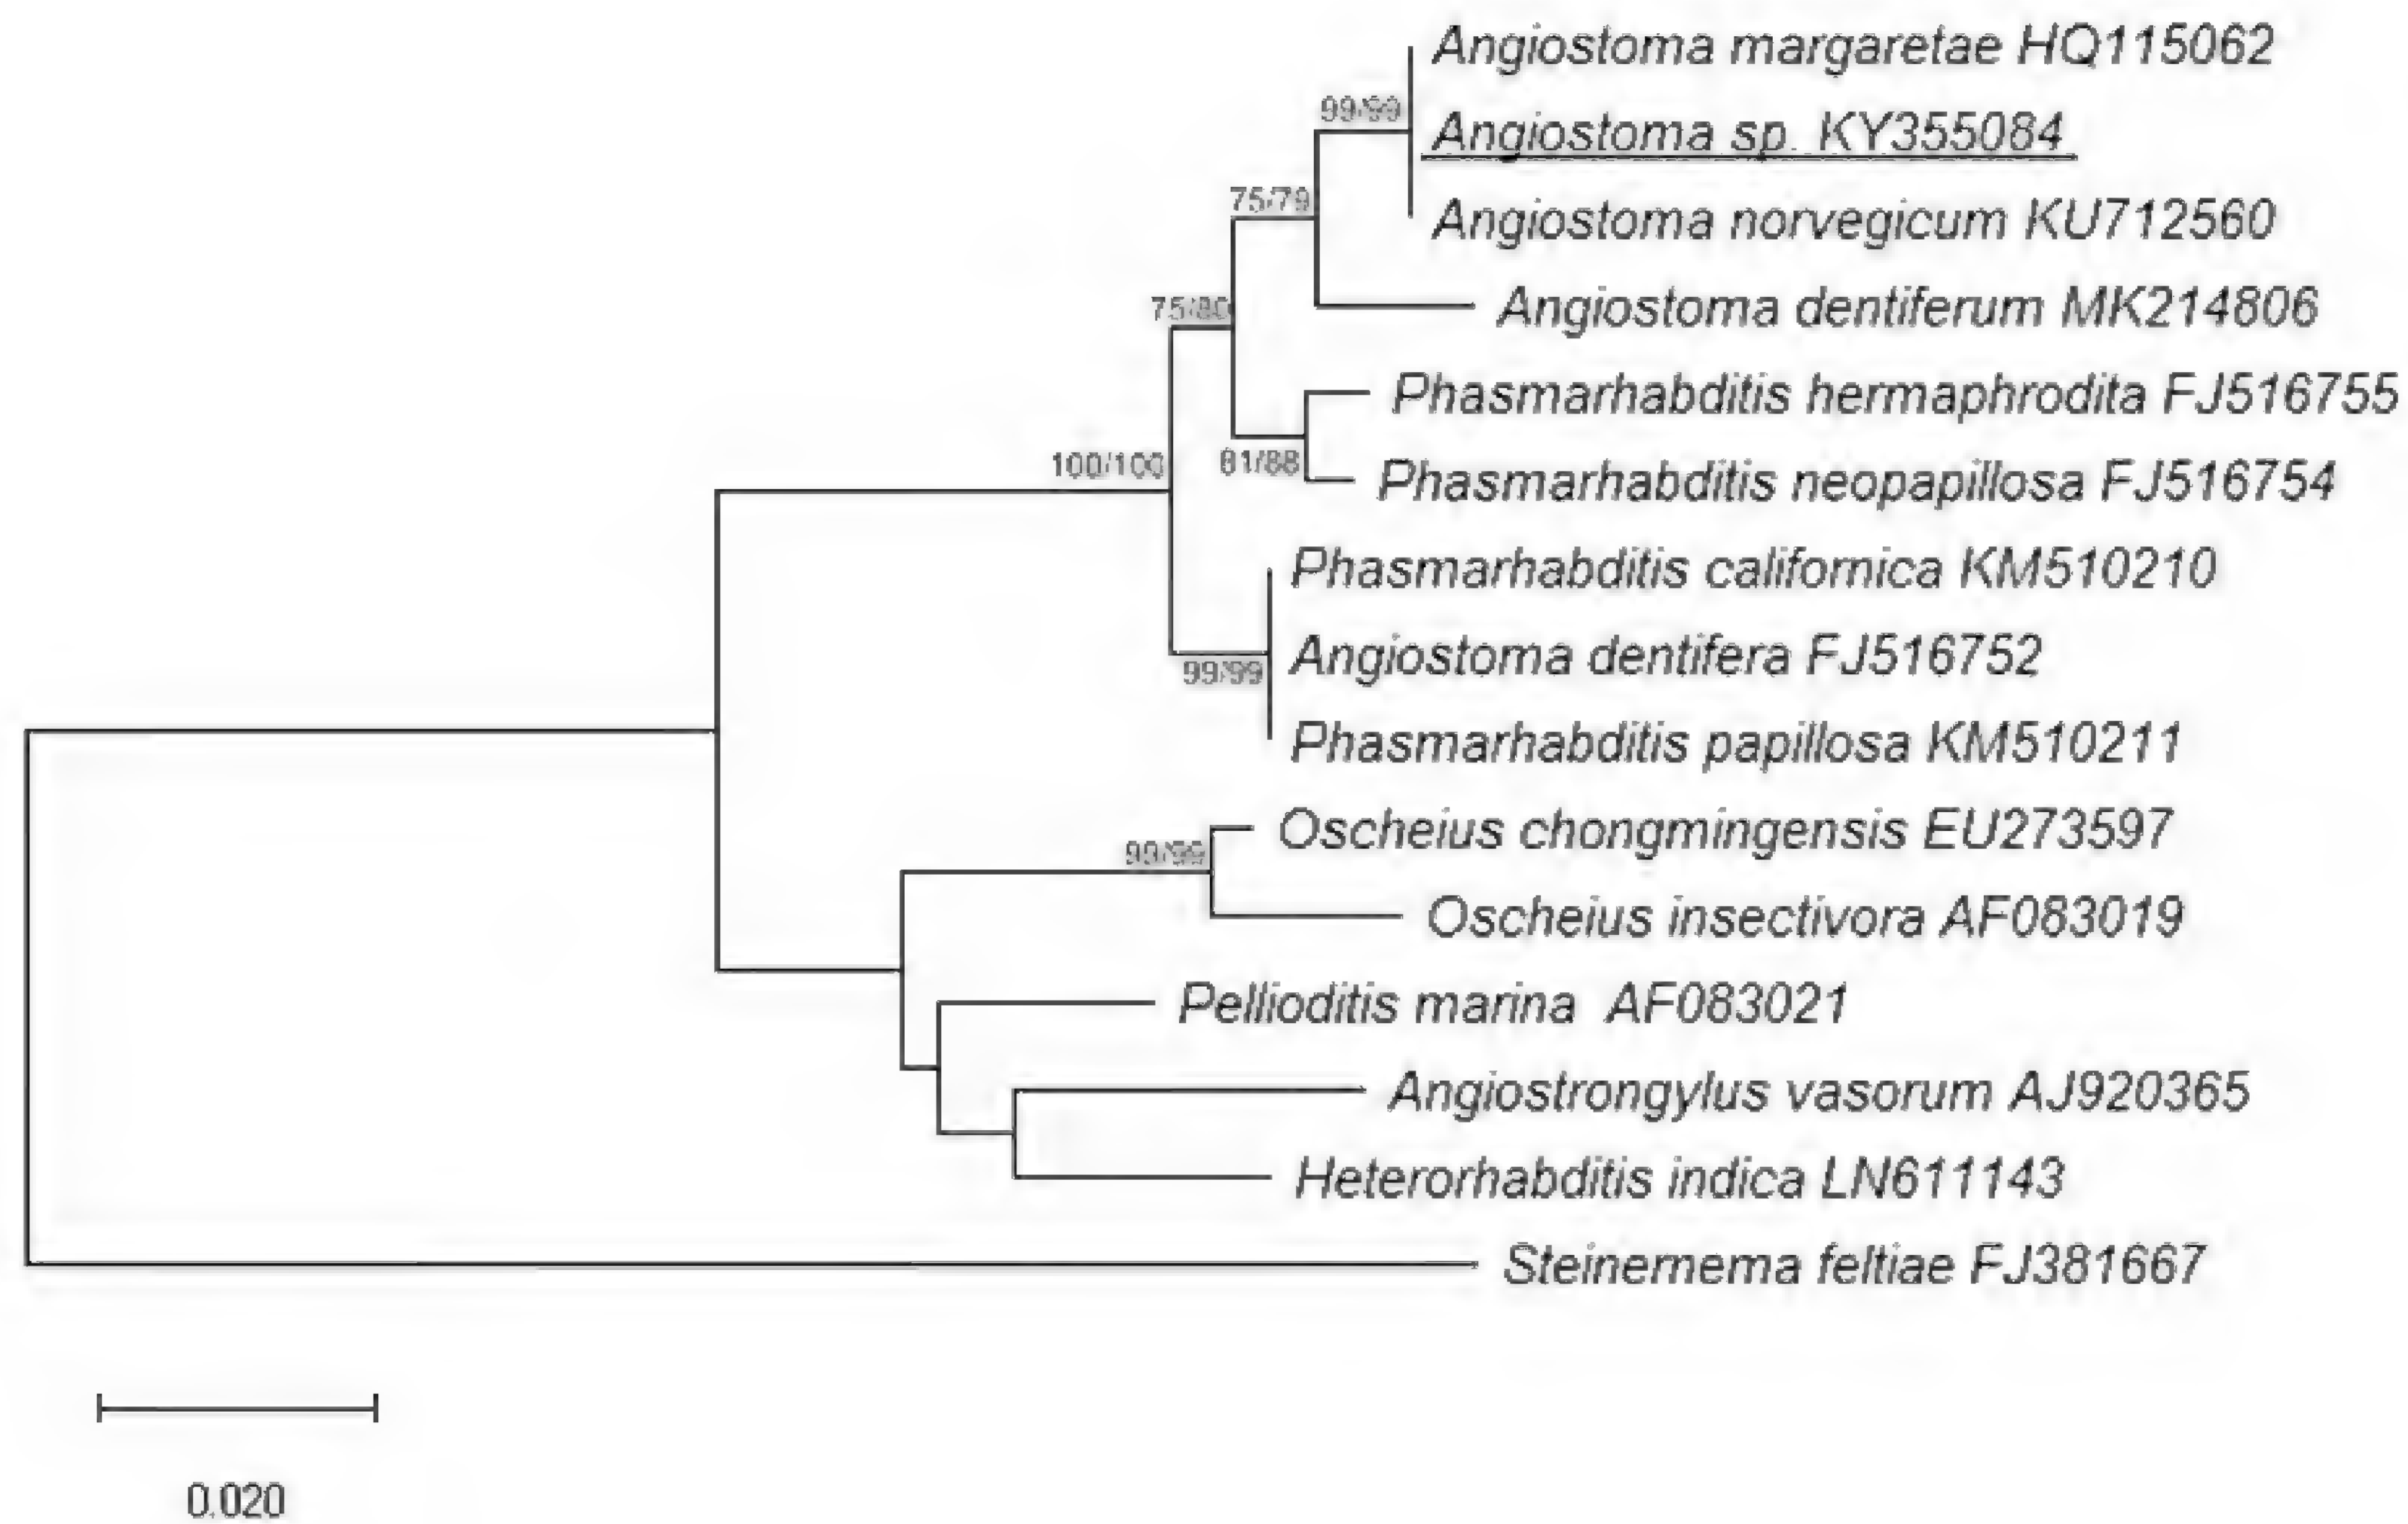 Angiostoma margaretae HQ115062
99/99
Angiostoma sp. KY355084
75/79
Angiostoma norvegicum KU712560
75/80
Angiostoma dentiferum MK214806
Phasmarhabditis hermaphrodita FJ516755
100/100
81/88
Phasmarhabditis neopapillosa FJ516754
Phasmarhabditis californica KM510210
Angiostoma dentifera FJ516752
99/99
Phasmarhabditis papillosa KM510211
Oscheius chongmingensis EU273597
99/99
Oscheius insectivora AF083019
Pellioditis marina AF083021
Angiostrongylus vasorum AJ920365
Heterorhabditis indica LN611143
Steinernema feltiae FJ381667
0.020